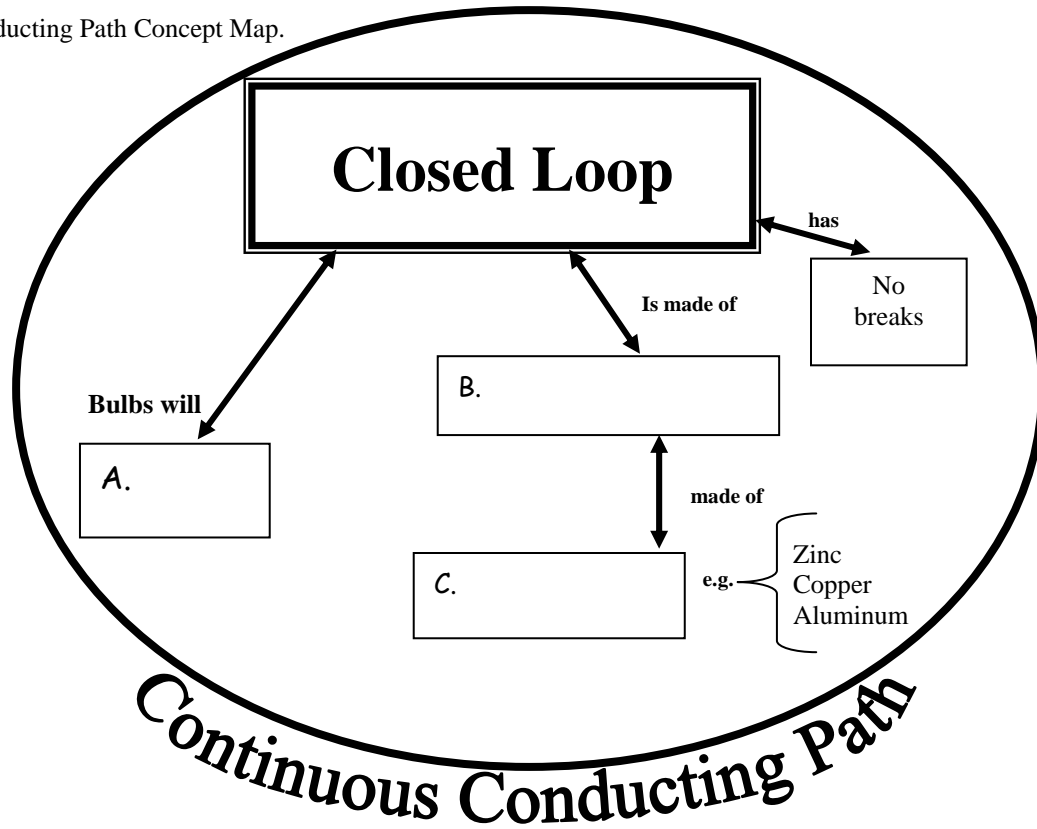 ducting Path Concept Map.
Closed Loop
has
No
breaks
Is made of
B.
Bulbs will
A.
made of
C.
e.g.
Zinc
Copper
Aluminum
Continuous Conducting Path